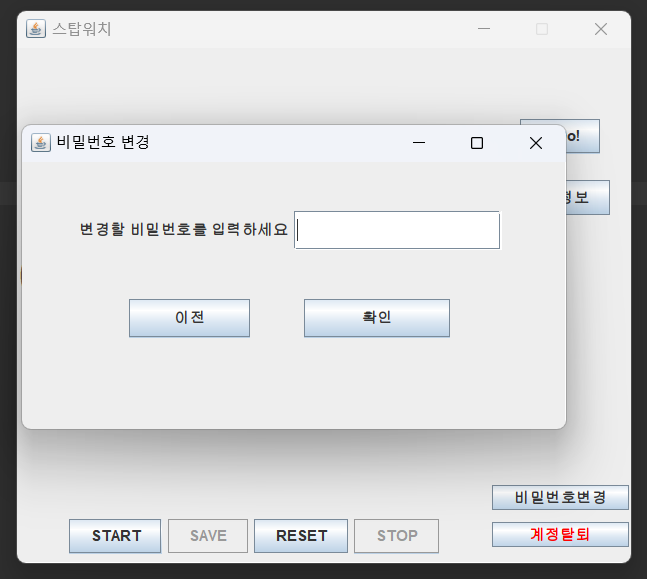 스탑워치
비밀번호 변경
o!
정보
변경할 비밀번호를 입력하세요
이전 확인
비밀번호변경
START SAVE RESET STOP
계정탈퇴